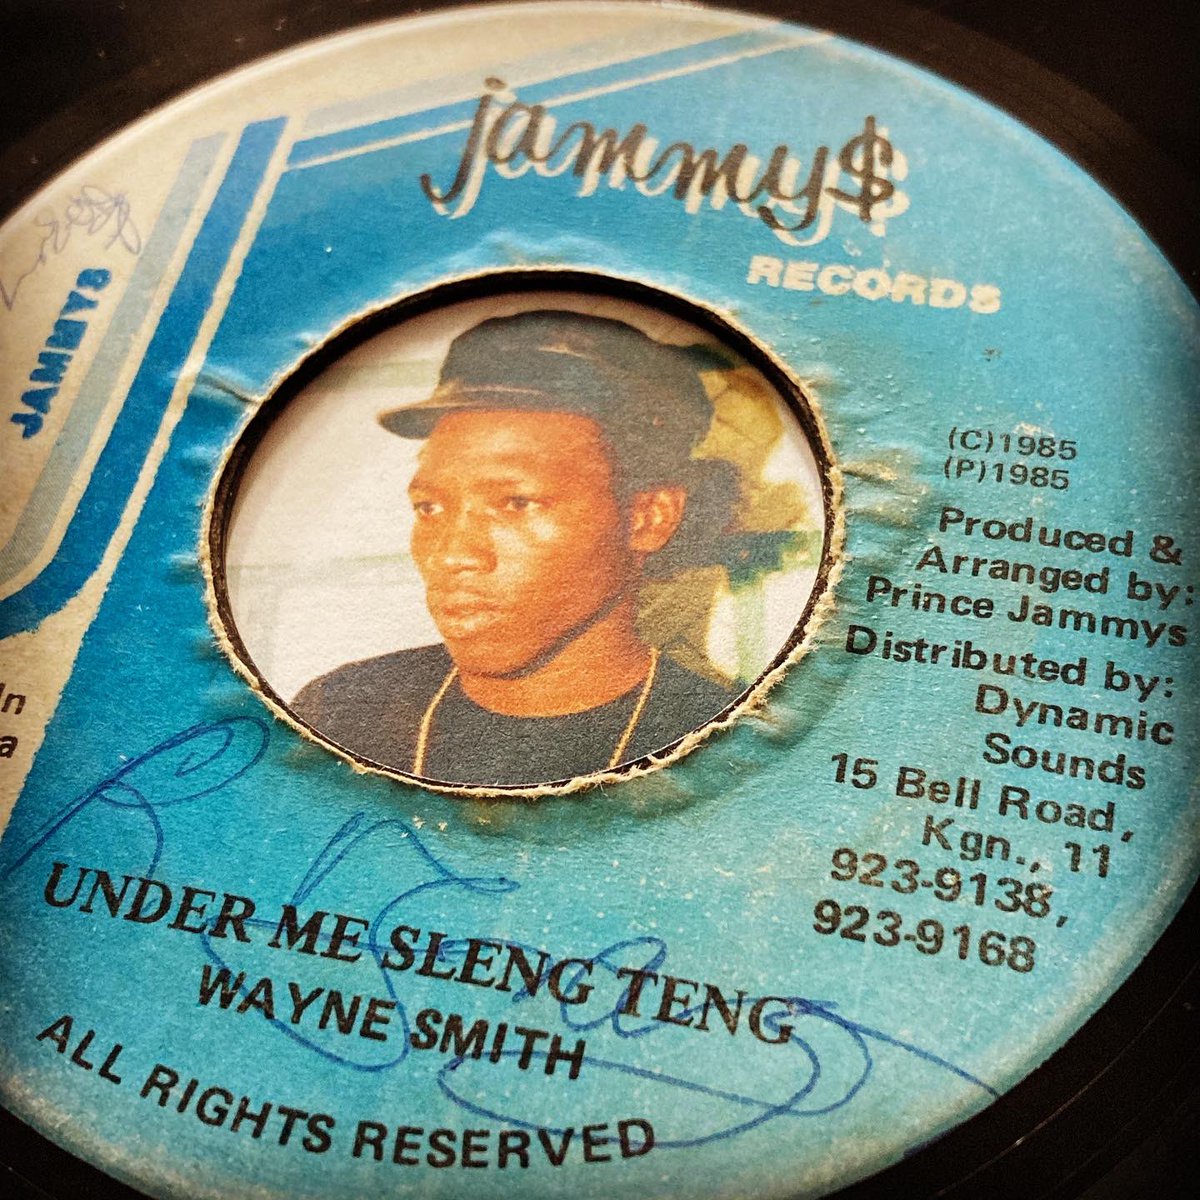 jammy$
RECORDS
JAMMYS
(C)1985
(P)1985
Produced &
Arranged by:
Prince Jammys
Distributed by:
Dynamic
Sounds
15 Bell Road,
Kgn., 11
923-9138,
923-9168
In
a
UNDER ME SLENG TENG
WAYNE SMITH
ALL RIGHTS RESERVED